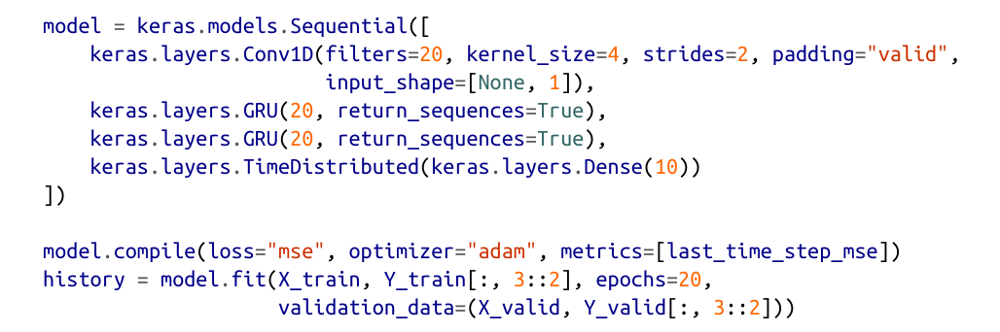 model = keras.models.Sequential([
    keras.layers.Conv1D(filters=20, kernel_size=4, strides=2, padding="valid",
                        input_shape=[None, 1]),
    keras.layers.GRU(20, return_sequences=True),
    keras.layers.GRU(20, return_sequences=True),
    keras.layers.TimeDistributed(keras.layers.Dense(10))
])

model.compile(loss="mse", optimizer="adam", metrics=[last_time_step_mse])
history = model.fit(X_train, Y_train[:, 3::2], epochs=20,
                    validation_data=(X_valid, Y_valid[:, 3::2]))